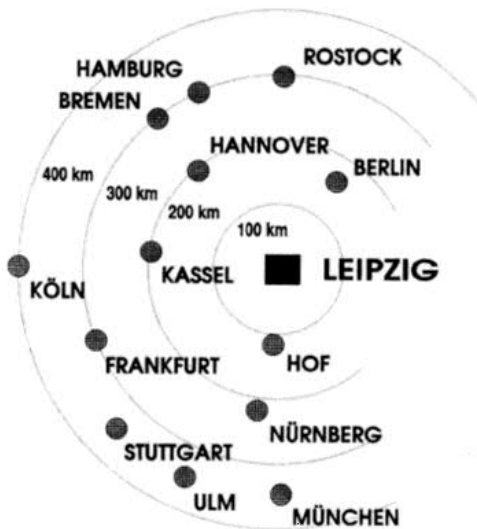 ROSTOCK
HAMBURG
BREMEN
HANNOVER
BERLIN
400 km
300 km
200 km
100 km
LEIPZIG
KASSEL
KÖLN
HOF
FRANKFURT
NÜRNBERG
STUTTGART
ULM
MÜNCHEN